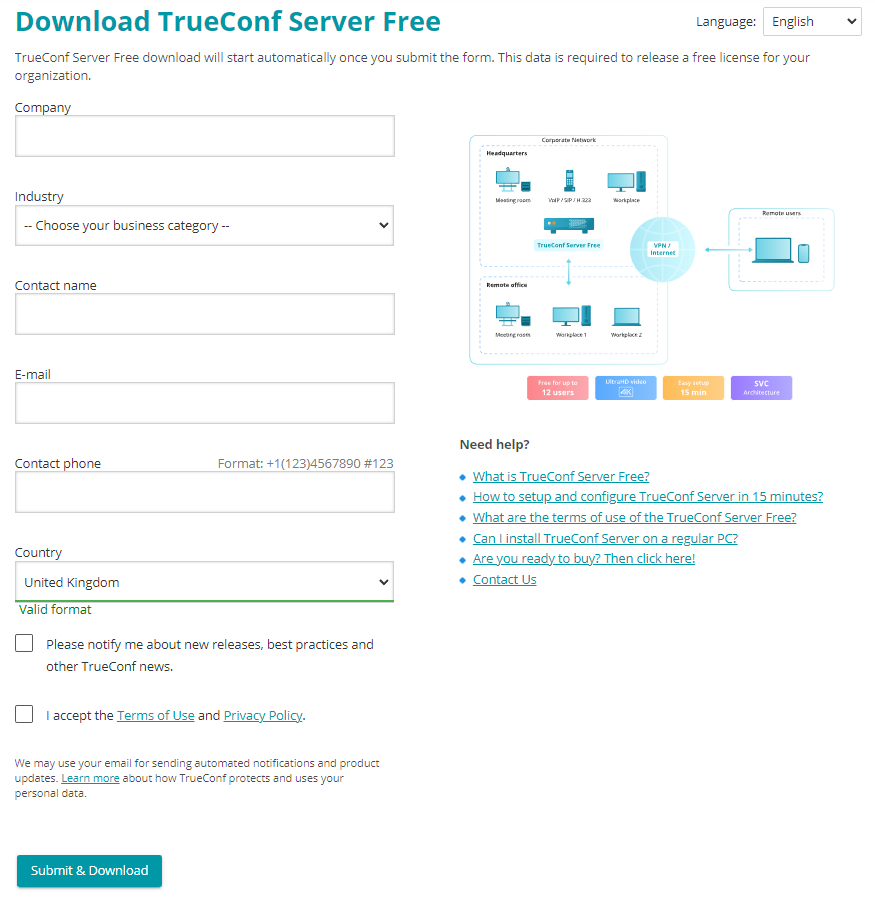 Download TrueConf Server Free
Language:
English
TrueConf Server Free download will start automatically once you submit the form. This data is required to release a free license for your
organization.
Company
Industry
-- Choose your business category --
Contact name
E-mail
Contact phone
Format: +1(123)4567890 #123
Country
United Kingdom
Valid format
Please notify me about new releases, best practices and
other TrueConf news.
I accept the Terms of Use and Privacy Policy.
We may use your email for sending automated notifications and product
updates. Learn more about how TrueConf protects and uses your
personal data.
Submit & Download
Corporate Network
Headquarters
Meeting room
VoIP / SIP / H.323
Workplace
TrueConf Server Free
VPN /
Internet
Remote users
Remote office
Meeting room
Workplace 1
Workplace 2
Free for up to
12 users
UltraHD video
4K
Easy setup
15 min
SVC
Architecture
Need help?
What is TrueConf Server Free?
How to setup and configure TrueConf Server in 15 minutes?
What are the terms of use of the TrueConf Server Free?
Can I install TrueConf Server on a regular PC?
Are you ready to buy? Then click here!
Contact Us